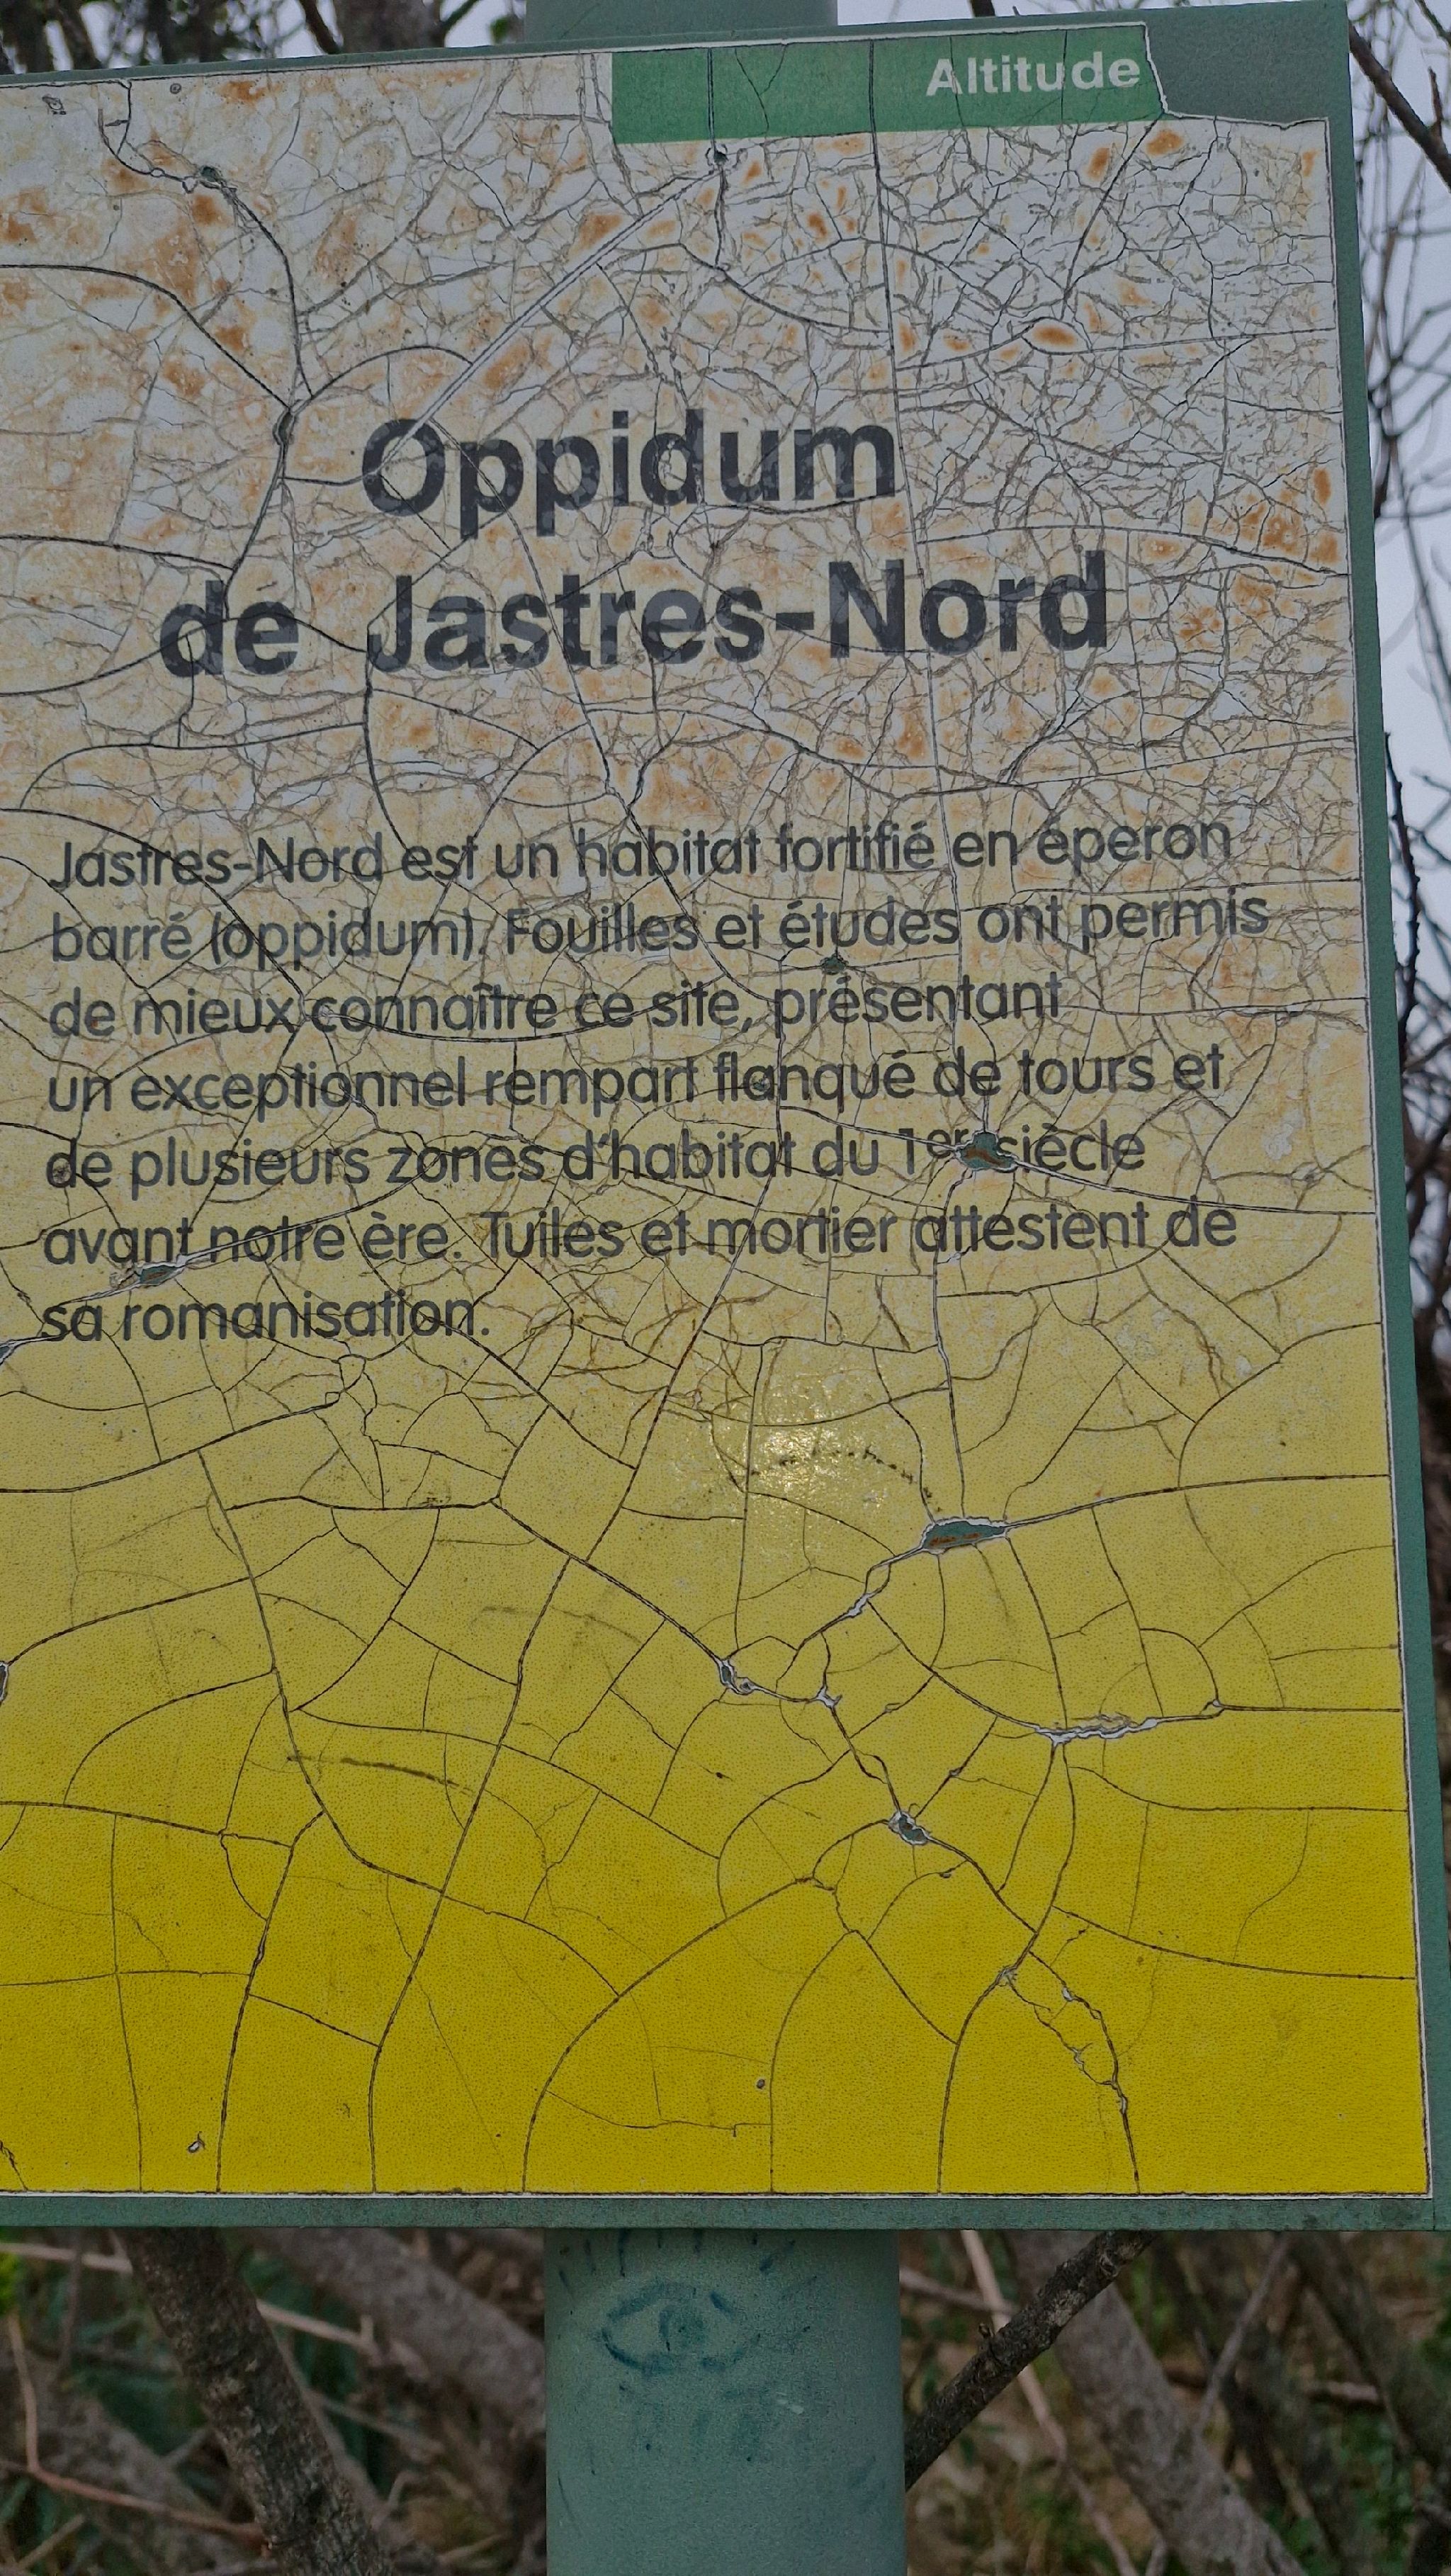 Altitude
Oppidum
de Jastres-Nord
Jastres-Nord est un habitat fortifié en éperon
barré (oppidum). Fouilles et études ont permis
de mieux connaître ce site, présentant
un exceptionnel rempart flanqué de tours et
de plusieurs zones d'habitat du 1er siècle
avant notre ère. Tuiles et mortier attestent de
sa romanisation.